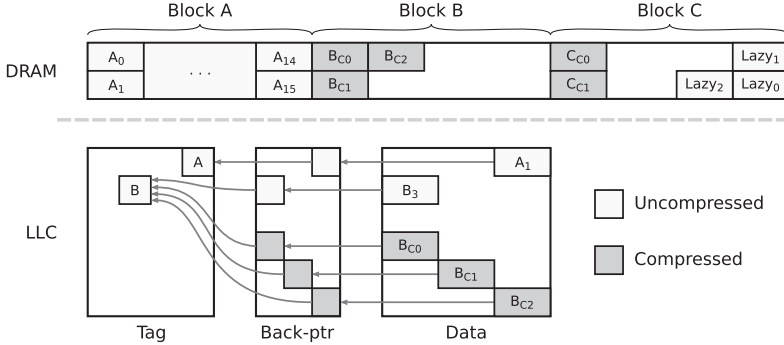 Block A Block B Block C
DRAM
A0 ... A14 BC0 BC2 CC0 Lazy1
A1 A15 BC1 CC1 Lazy2 Lazy0
A A1
B B3
LLC
BC0
BC1
BC2
Uncompressed
Compressed
Tag Back-ptr Data